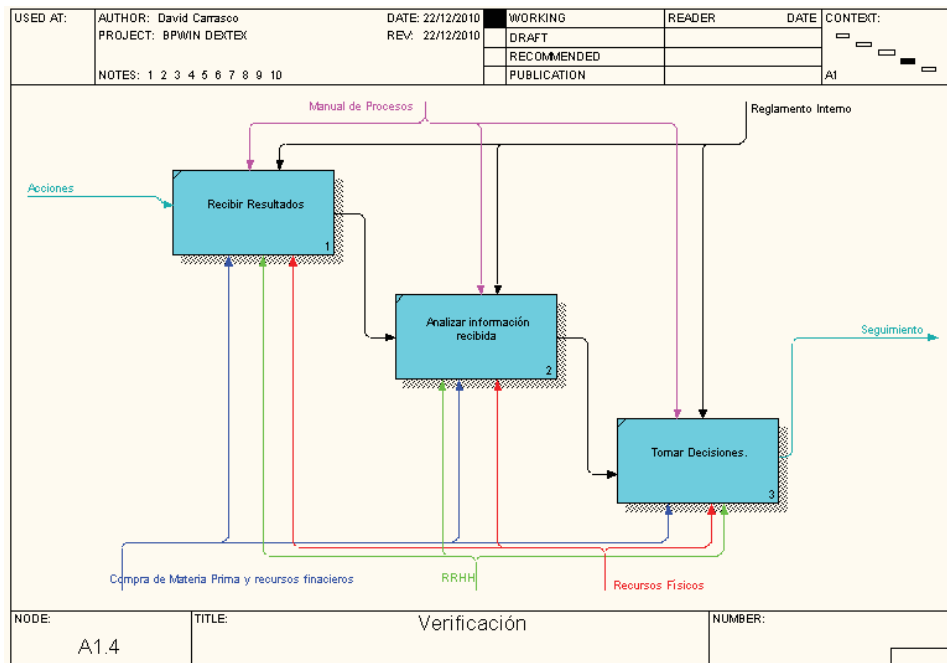 USED AT:
AUTHOR: David Carrasco
DATE: 22/12/2010
PROJECT: BPWIN DEXTEX
REV: 22/12/2010
NOTES: 1 2 3 4 5 6 7 8 9 10
WORKING
DRAFT
RECOMMENDED
PUBLICATION
READER
DATE
CONTEXT:
A1
Manual de Procesos
Reglamento Interno
Acciones
Recibir Resultados
1
Analizar información
recibida
2
Seguimiento
Tomar Decisiones.
3
Compra de Materia Prima y recursos finacieros
RRHH
Recursos Físicos
NODE:
A1.4
TITLE:
Verificación
NUMBER: